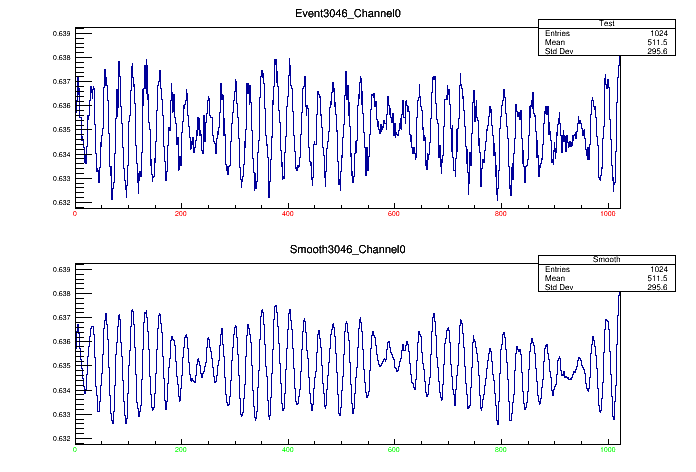 Event3046_Channel0
Test
Entries 1024
Mean 511.5
Std Dev 295.6
0.639
0.638
0.637
0.636
0.635
0.634
0.633
0.632
0 200 400 600 800 1000
Smooth3046_Channel0
Smooth
Entries 1024
Mean 511.5
Std Dev 295.6
0.639
0.638
0.637
0.636
0.635
0.634
0.633
0.632
0 200 400 600 800 1000